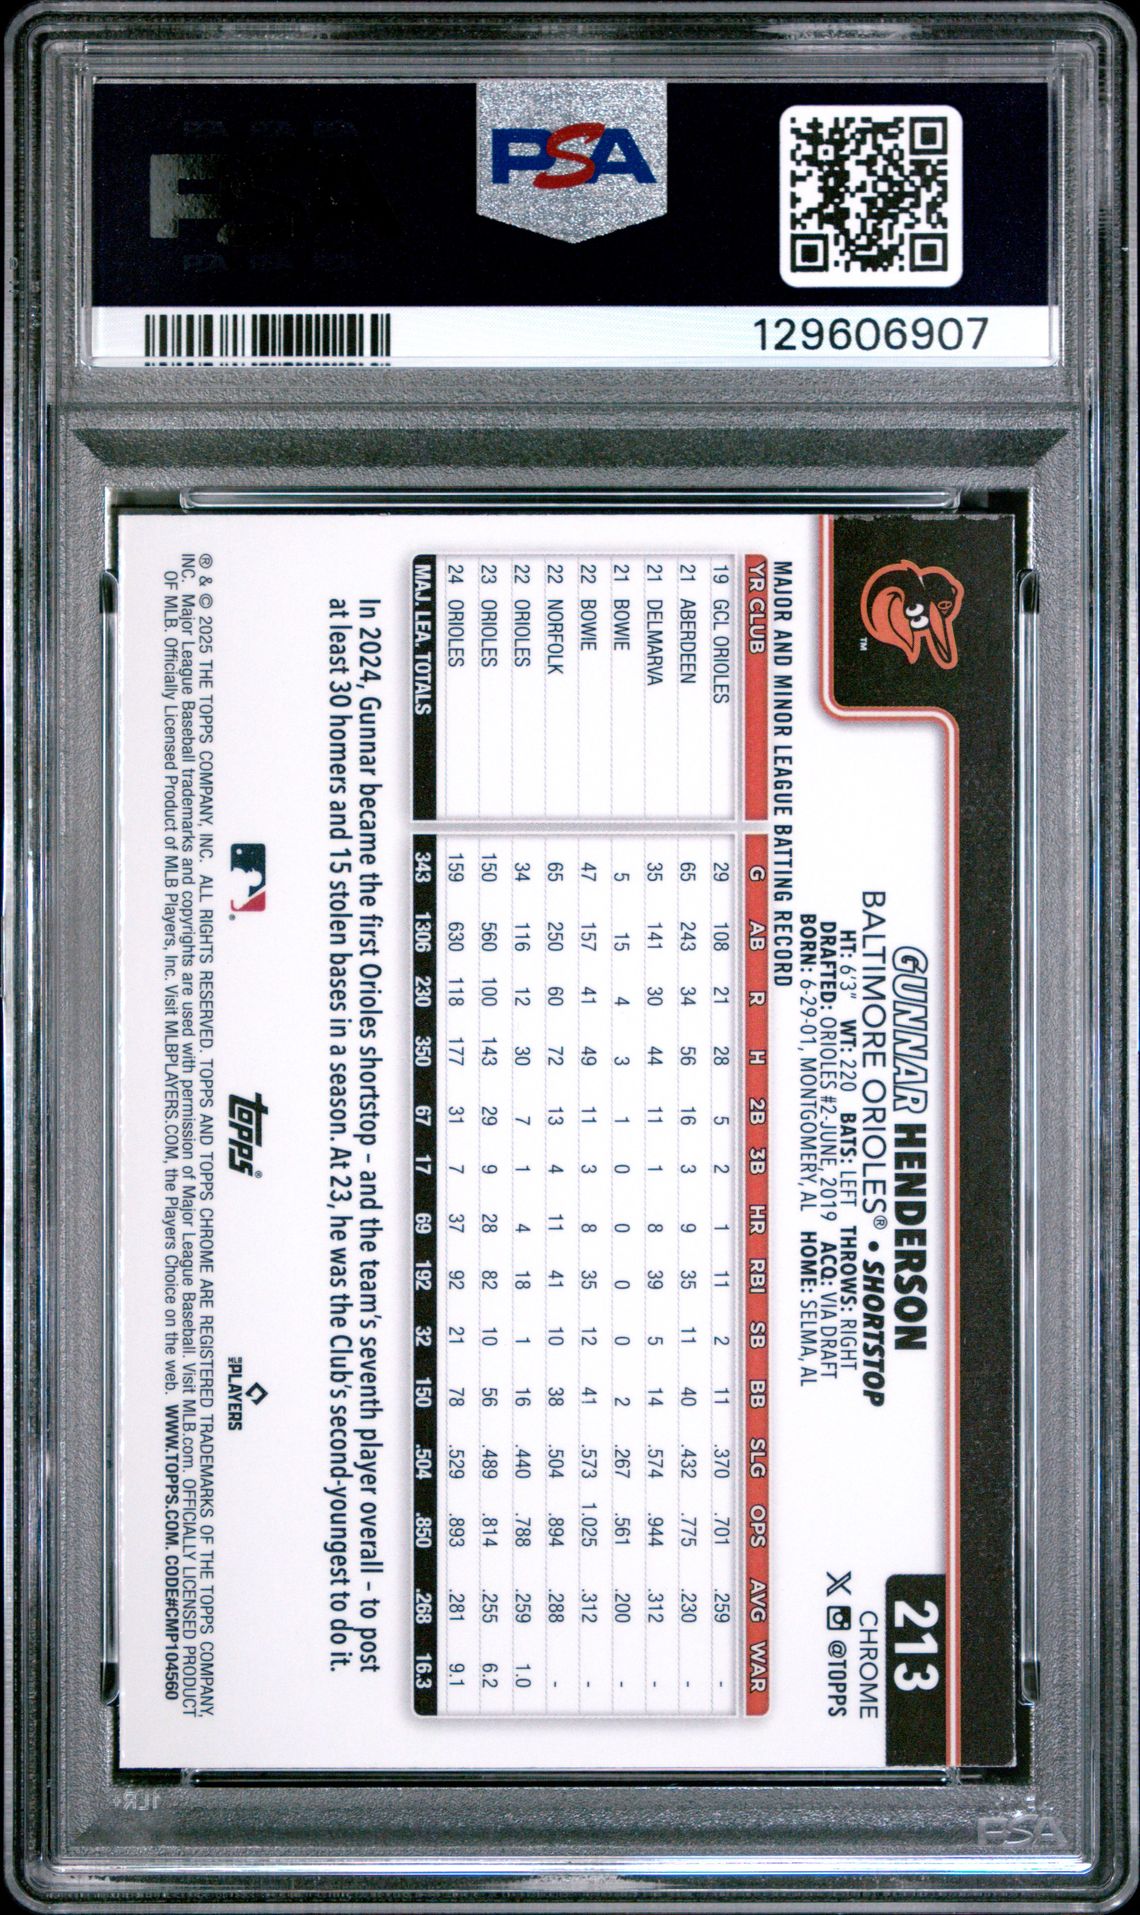 PSA
129606907
213
CHROME
X @TOPPS
GUNNAR HENDERSON
BALTIMORE ORIOLES® • SHORTSTOP
HT: 6'3" WT: 220 BATS: LEFT THROWS: RIGHT
DRAFTED: ORIOLES #2-JUNE, 2019 ACQ: VIA DRAFT
BORN: 6-29-01, MONTGOMERY, AL HOME: SELMA, AL
TM
MAJOR AND MINOR LEAGUE BATTING RECORD
YR CLUB G AB R H 2B 3B HR RBI SB BB SLG OPS AVG WAR
19 GCL ORIOLES 29 108 21 28 5 2 1 11 2 11 .370 .701 .259 -
21 ABERDEEN 65 243 34 56 16 3 9 35 11 40 .432 .775 .230 -
21 DELMARVA 35 141 30 44 11 1 8 39 5 14 .574 .944 .312 -
21 BOWIE 5 15 4 3 1 0 0 0 0 2 .267 .561 .200 -
22 BOWIE 47 157 41 49 11 3 8 35 12 41 .573 1.025 .312 -
22 NORFOLK 65 250 60 72 13 4 11 41 10 38 .504 .894 .288 -
22 ORIOLES 34 116 12 30 7 1 4 18 1 16 .440 .788 .259 1.0
23 ORIOLES 150 560 100 143 29 9 28 82 10 56 .489 .814 .255 6.2
24 ORIOLES 159 630 118 177 31 7 37 92 21 78 .529 .893 .281 9.1
MAJ. LEA. TOTALS 343 1306 230 350 67 17 69 192 32 150 .504 .850 .268 16.3
In 2024, Gunnar became the first Orioles shortstop – and the team's seventh player overall – to post
at least 30 homers and 15 stolen bases in a season. At 23, he was the Club's second-youngest to do it.
® topps® MLB PLAYERS
® & © 2025 THE TOPPS COMPANY, INC. ALL RIGHTS RESERVED. TOPPS AND TOPPS CHROME ARE REGISTERED TRADEMARKS OF THE TOPPS COMPANY,
INC. Major League Baseball trademarks and copyrights are used with permission of Major League Baseball. Visit MLB.com. OFFICIALLY LICENSED PRODUCT
OF MLB. Officially Licensed Product of MLB Players, Inc. Visit MLBPLAYERS.COM, the Players Choice on the web. WWW.TOPPS.COM. CODE#CMP104560
PSA